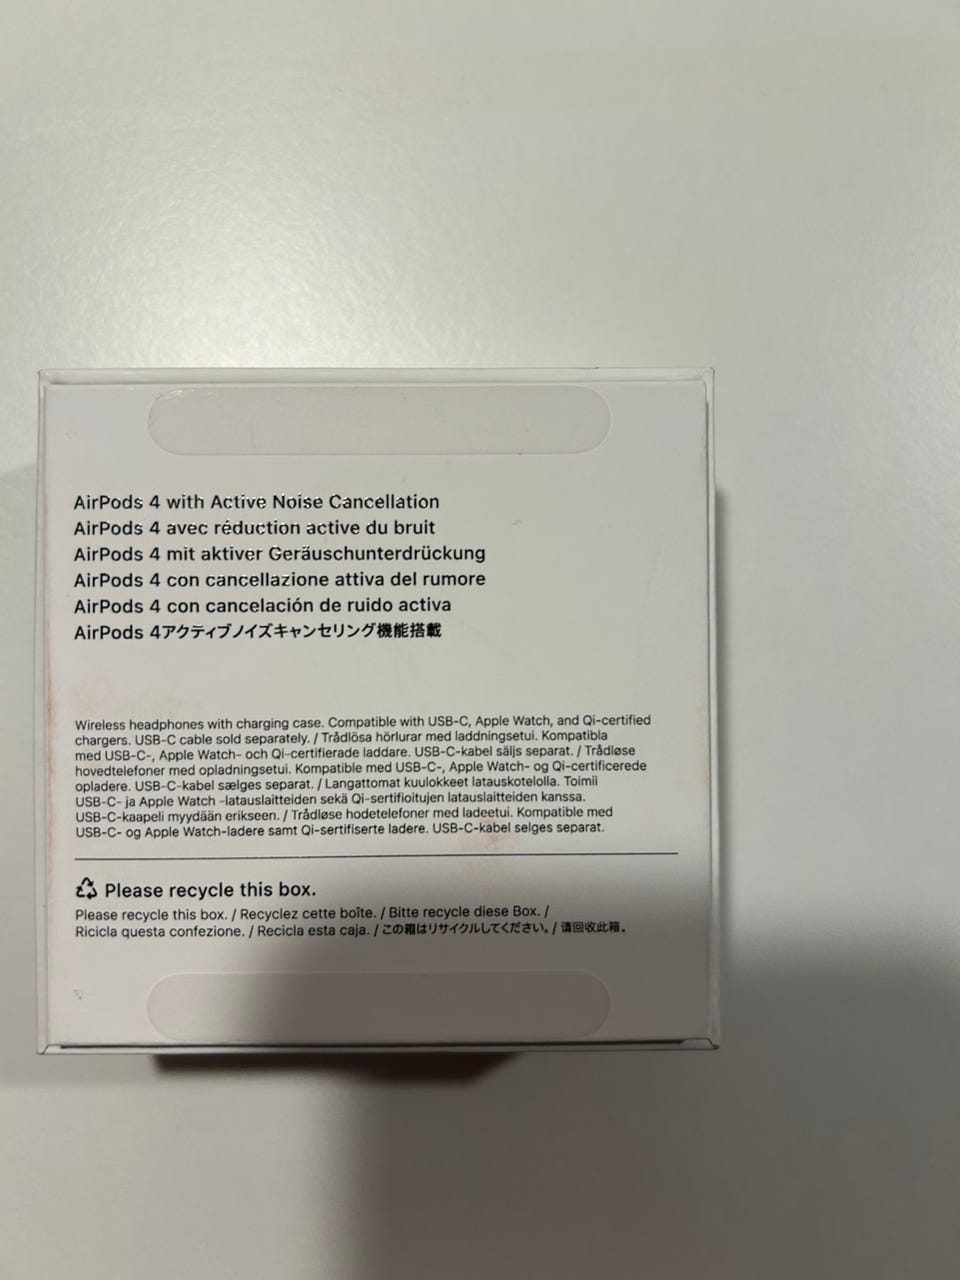 AirPods 4 with Active Noise Cancellation
AirPods 4 avec réduction active du bruit
AirPods 4 mit aktiver Geräuschunterdrückung
AirPods 4 con cancellazione attiva del rumore
AirPods 4 con cancelación de ruido activa
AirPods 4アクティブノイズキャンセリング機能搭載
Wireless headphones with charging case. Compatible with USB-C, Apple Watch, and Qi-certified
chargers. USB-C cable sold separately. / Trådlösa hörlurar med laddningsetui. Kompatibla
med USB-C-, Apple Watch- och Qi-certifierade laddare. USB-C-kabel säljs separat. / Trådløse
hovedtelefoner med opladningsetui. Kompatible med USB-C-, Apple Watch- og Qi-certificerede
opladere. USB-C-kabel sælges separat. / Langattomat kuulokkeet latauskotelolla. Toimii
USB-C- ja Apple Watch -latauslaitteiden sekä Qi-sertifioitujen latauslaitteiden kanssa.
USB-C-kaapeli myydään erikseen. / Trådløse hodetelefoner med ladeetui. Kompatible med
USB-C- og Apple Watch-ladere samt Qi-sertifiserte ladere. USB-C-kabel selges separat.
Please recycle this box.
Please recycle this box. / Recyclez cette boîte. / Bitte recycle diese Box. /
Ricicla questa confezione. / Recicla esta caja. / この箱はリサイクルしてください。/ 请回收此箱。